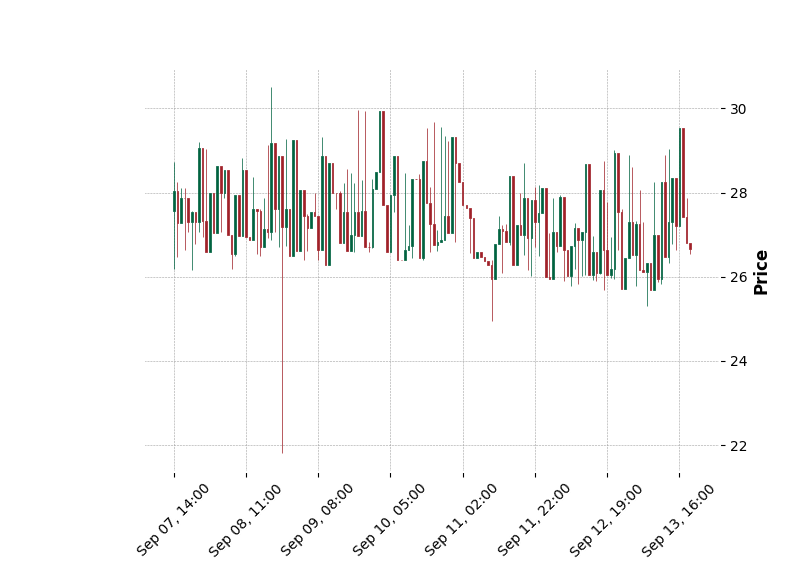 30
28
26
24
22
Price
Sep 07, 14:00
Sep 08, 11:00
Sep 09, 08:00
Sep 10, 05:00
Sep 11, 02:00
Sep 11, 22:00
Sep 12, 19:00
Sep 13, 16:00